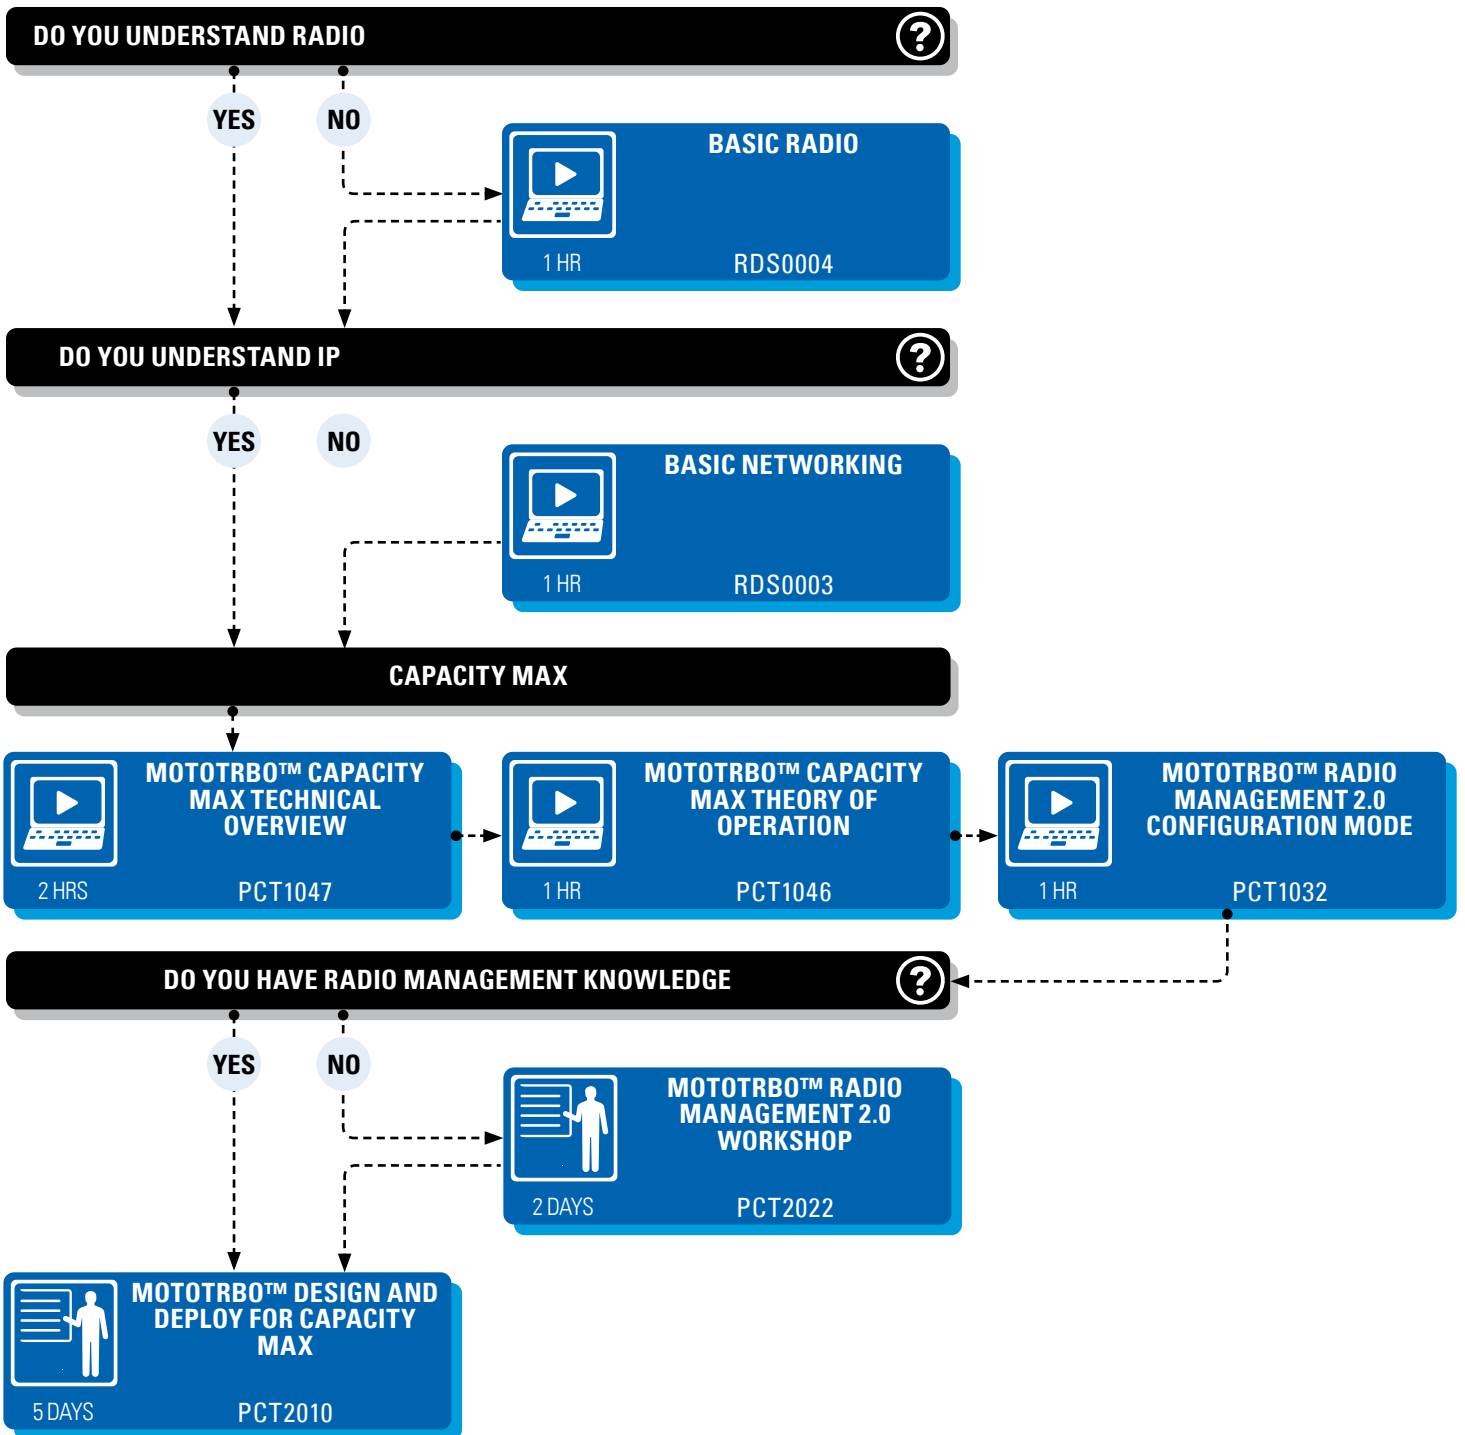 DO YOU UNDERSTAND RADIO ?
YES NO
BASIC RADIO
1 HR RDS0004
DO YOU UNDERSTAND IP ?
YES NO
BASIC NETWORKING
1 HR RDS0003
CAPACITY MAX
MOTOTRBO™ CAPACITY
MAX TECHNICAL
OVERVIEW
2 HRS PCT1047
MOTOTRBO™ CAPACITY
MAX THEORY OF
OPERATION
1 HR PCT1046
MOTOTRBO™ RADIO
MANAGEMENT 2.0
CONFIGURATION MODE
1 HR PCT1032
DO YOU HAVE RADIO MANAGEMENT KNOWLEDGE ?
YES NO
MOTOTRBO™ RADIO
MANAGEMENT 2.0
WORKSHOP
2 DAYS PCT2022
MOTOTRBO™ DESIGN AND
DEPLOY FOR CAPACITY
MAX
5 DAYS PCT2010